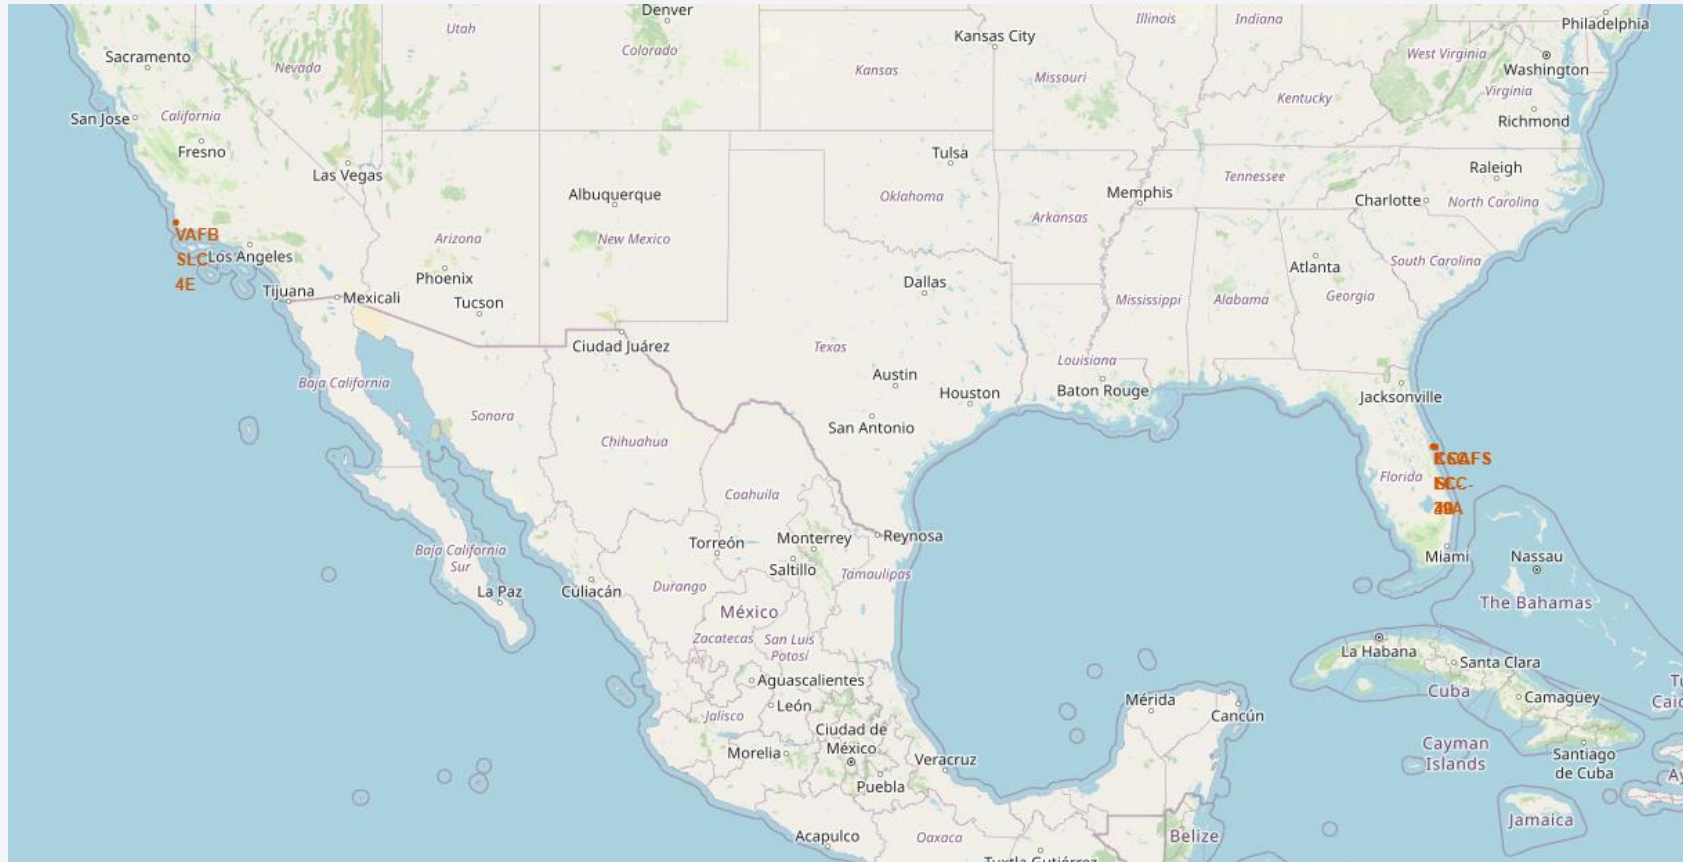 Denver
Philadelphia
Utah
Illinois
Indiana
Kansas City
Sacramento
Colorado
West Virginia
Nevada
Kansas
Missouri
Washington
Virginia
Kentucky
San Jose
California
Richmond
Fresno
Tulsa
Las Vegas
Raleigh
Tennessee
Albuquerque
Oklahoma
Memphis
Charlotte
North Carolina
Arkansas
VAFB
SLC-
4E
Arizona
New Mexico
Los Angeles
South Carolina
Phoenix
Atlanta
Dallas
Tijuana
Mexicali
Tucson
Mississippi
Alabama
Georgia
Ciudad Juárez
Texas
Louisiana
Austin
Baja California
Houston
Baton Rouge
Jacksonville
Sonora
San Antonio
Chihuahua
Florida
Coahuila
Torreón
Monterrey
Reynosa
Baja California
Sur
Saltillo
Tamaulipas
Miami
Nassau
La Paz
Culiacán
Durango
México
The Bahamas
Zacatecas
San Luis
Potosí
La Habana
Santa Clara
Aguascalientes
Cuba
Camagüey
León
Mérida
Jalisco
Cancún
Ciudad de
México
Morelia
Veracruz
Cayman
Islands
Santiago
de Cuba
Puebla
Acapulco
Oaxaca
Belize
Jamaica
Tuxtla Gutiérrez